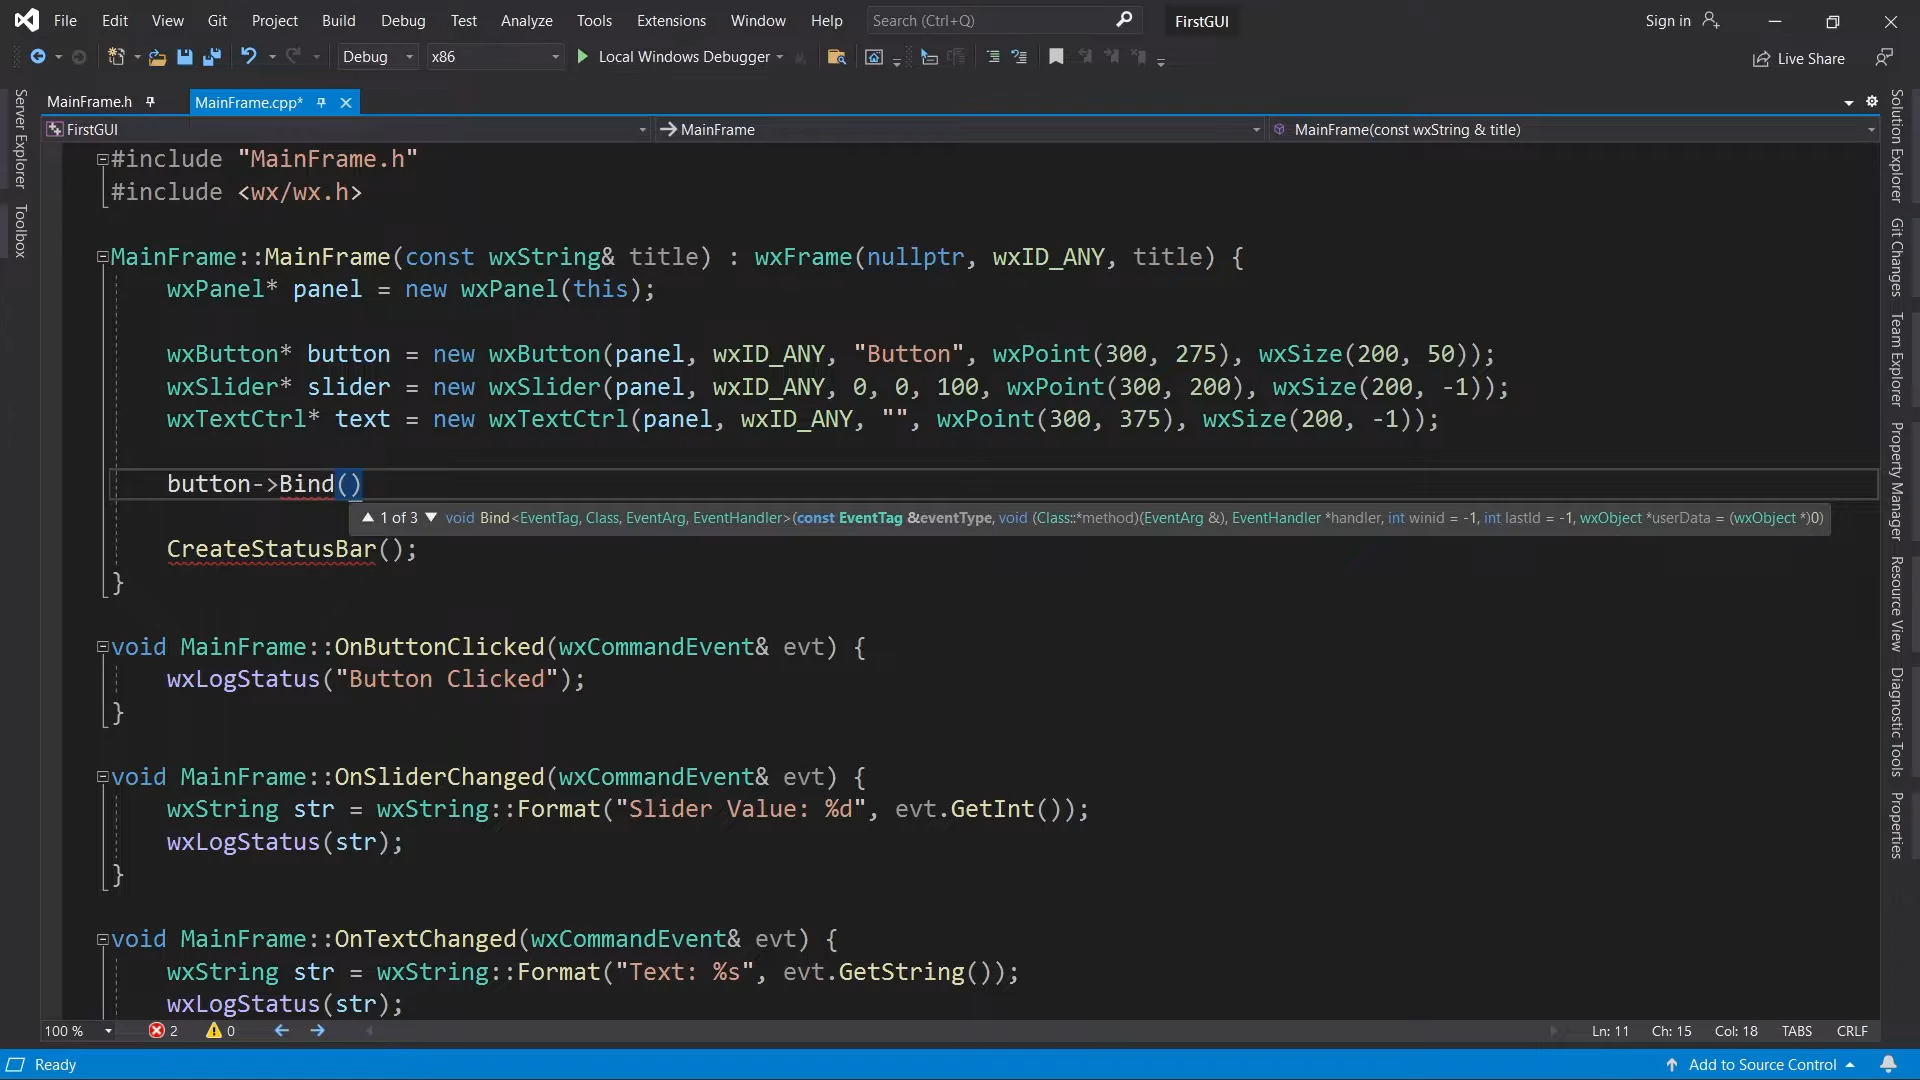 File Edit View Git Project Build Debug Test Analyze Tools Extensions Window Help Search (Ctrl+Q) FirstGUI Sign in
Debug x86 Local Windows Debugger Live Share
MainFrame.h MainFrame.cpp*
FirstGUI MainFrame MainFrame(const wxString & title)
Server Explorer
Toolbox
#include "MainFrame.h"
#include <wx/wx.h>
MainFrame::MainFrame(const wxString& title) : wxFrame(nullptr, wxID_ANY, title) {
wxPanel* panel = new wxPanel(this);
wxButton* button = new wxButton(panel, wxID_ANY, "Button", wxPoint(300, 275), wxSize(200, 50));
wxSlider* slider = new wxSlider(panel, wxID_ANY, 0, 0, 100, wxPoint(300, 200), wxSize(200, -1));
wxTextCtrl* text = new wxTextCtrl(panel, wxID_ANY, "", wxPoint(300, 375), wxSize(200, -1));
button->Bind()
▲ 1 of 3 ▼ void Bind<EventTag, Class, EventArg, EventHandler>(const EventTag &eventType, void (Class::*method)(EventArg &), EventHandler *handler, int winid = -1, int lastId = -1, wxObject *userData = (wxObject *)0)
CreateStatusBar();
}
void MainFrame::OnButtonClicked(wxCommandEvent& evt) {
wxLogStatus("Button Clicked");
}
void MainFrame::OnSliderChanged(wxCommandEvent& evt) {
wxString str = wxString::Format("Slider Value: %d", evt.GetInt());
wxLogStatus(str);
}
void MainFrame::OnTextChanged(wxCommandEvent& evt) {
wxString str = wxString::Format("Text: %s", evt.GetString());
wxLogStatus(str);
Solution Explorer
Git Changes
Team Explorer
Property Manager
Resource View
Diagnostic Tools
Properties
100 % 2 0 Ln: 11 Ch: 15 Col: 18 TABS CRLF
Ready Add to Source Control